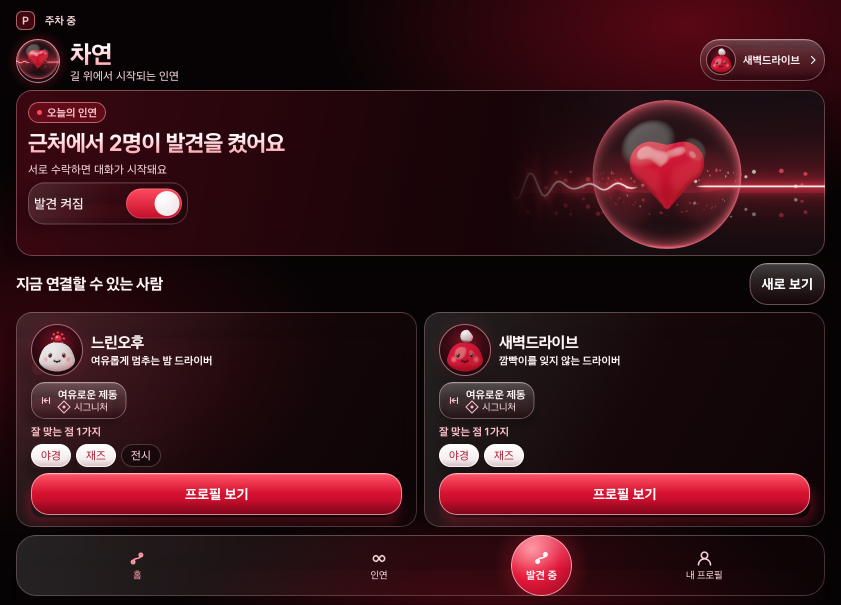 P 주차 중
차연
길 위에서 시작되는 인연
새벽드라이브
오늘의 인연
근처에서 2명이 발견을 켰어요
서로 수락하면 대화가 시작돼요
발견 켜짐
지금 연결할 수 있는 사람
새로 보기
느린오후
여유롭게 멈추는 밤 드라이버
여유로운 제동
시그니처
잘 맞는 점 1가지
야경 재즈 전시
프로필 보기
새벽드라이브
깜빡이를 잊지 않는 드라이버
여유로운 제동
시그니처
잘 맞는 점 1가지
야경 재즈
프로필 보기
홈 인연 발견 중 내 프로필